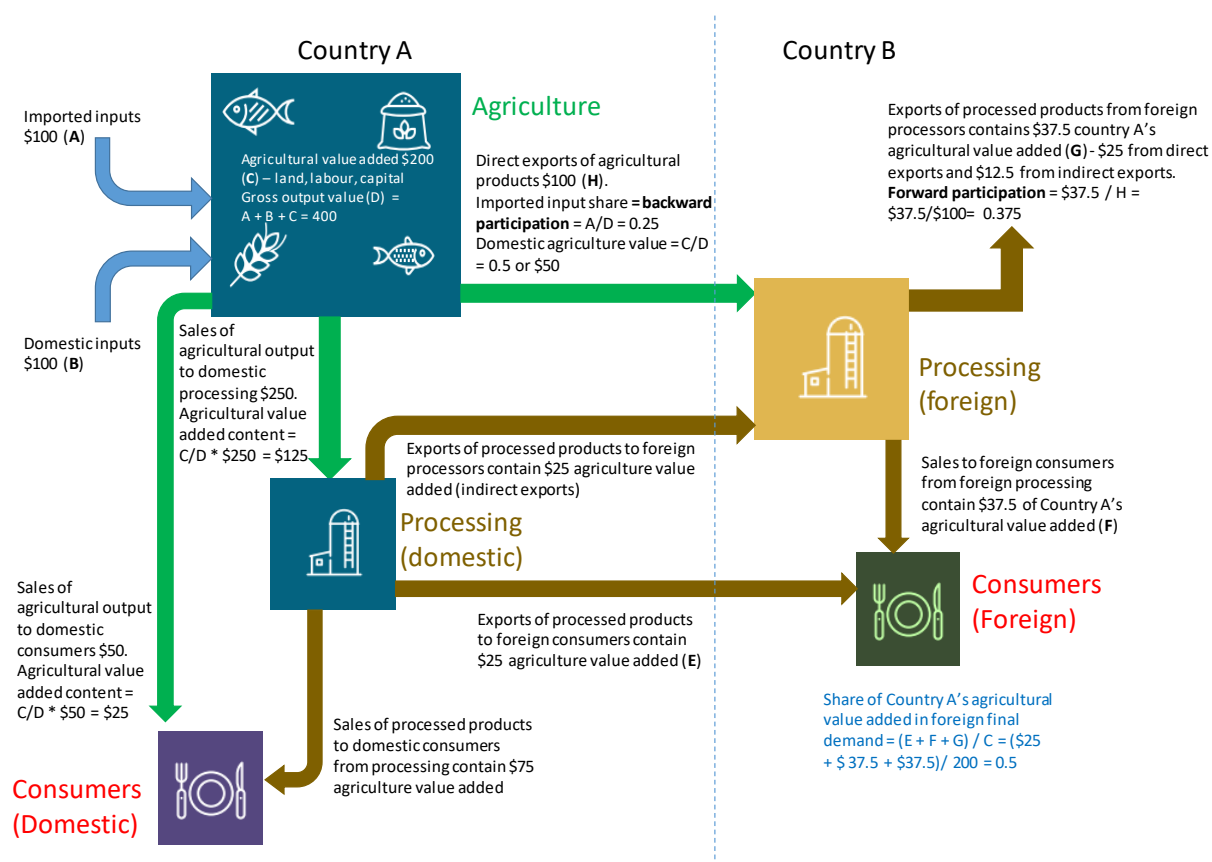 Country A
Country B
Imported inputs
$100 (A)
Agriculture
Agricultural value added $200
(C) – land, labour, capital
Gross output value (D) =
A + B + C = 400
Direct exports of agricultural
products $100 (H).
Imported input share = backward
participation = A/D = 0.25
Domestic agriculture value = C/D
= 0.5 or $50
Exports of processed products from foreign
processors contains $37.5 country A's
agricultural value added (G)- $25 from direct
exports and $12.5 from indirect exports.
Forward participation = $37.5 / H =
$37.5/$100= 0.375
Domestic inputs
$100 (B)
Sales of
agricultural output
to domestic
processing $250.
Agricultural value
added content =
C/D * $250 = $125
Processing
(foreign)
Exports of processed products to foreign
processors contain $25 agriculture value
added (indirect exports)
Sales to foreign consumers
from foreign processing
contain $37.5 of Country A's
agricultural value added (F)
Processing
(domestic)
Sales of
agricultural output
to domestic
consumers $50.
Agricultural value
added content =
C/D * $50 = $25
Exports of processed products
to foreign consumers contain
$25 agriculture value added (E)
Consumers
(Foreign)
Share of Country A's agricultural
value added in foreign final
demand = (E + F + G) / C = ($25
+ $ 37.5 + $37.5)/ 200 = 0.5
Sales of processed products
to domestic consumers
from processing contain $75
agriculture value added
Consumers
(Domestic)